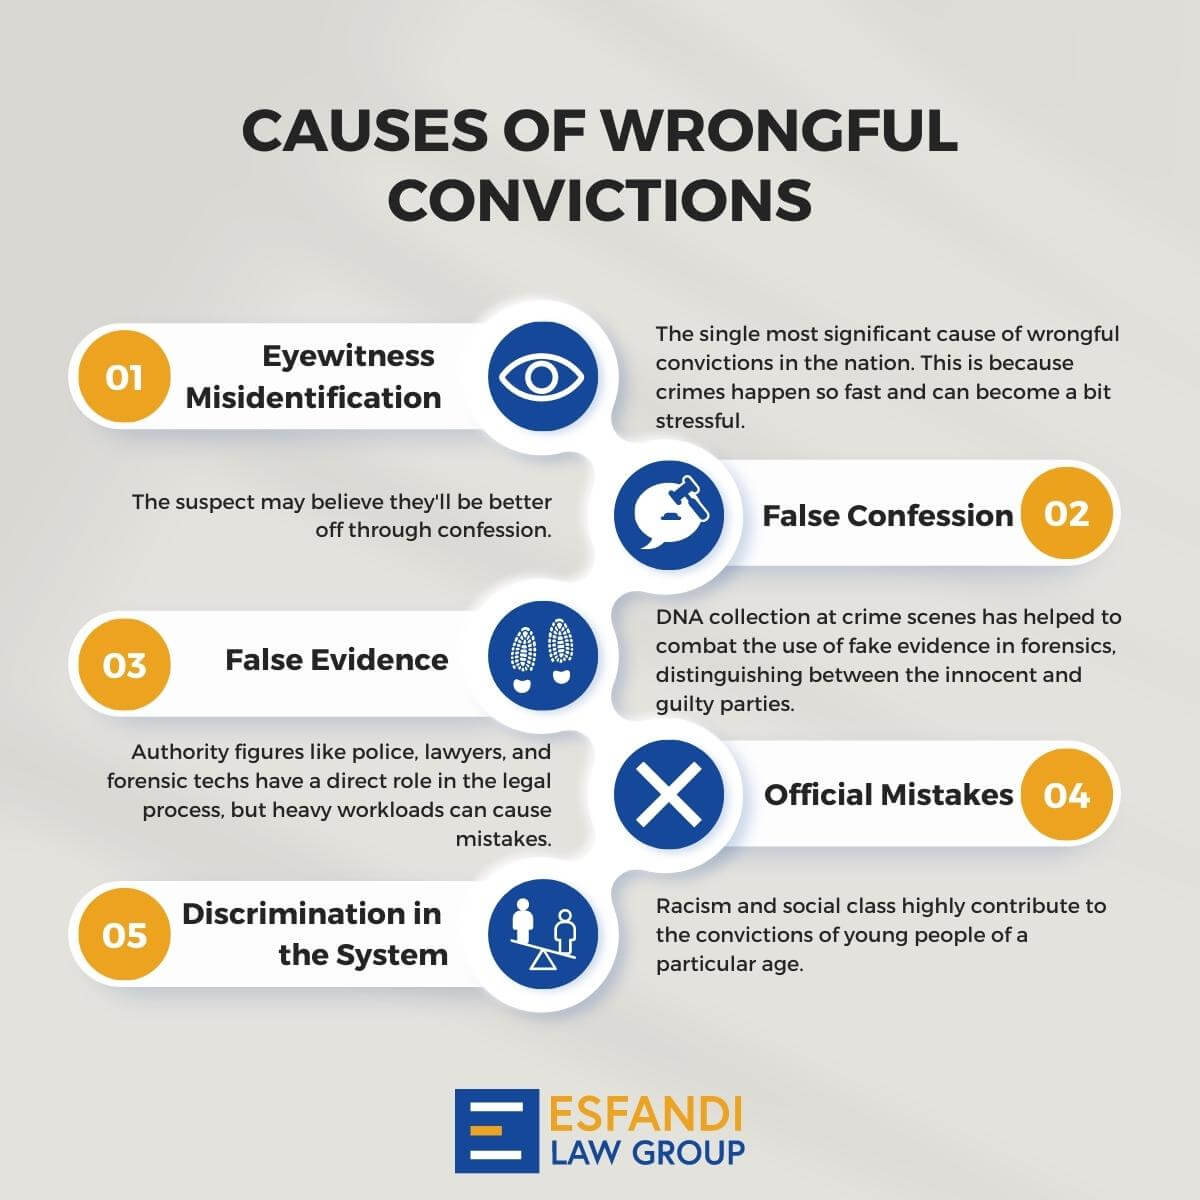 CAUSES OF WRONGFUL
CONVICTIONS
01
Eyewitness
Misidentification
The single most significant cause of wrongful
convictions in the nation. This is because
crimes happen so fast and can become a bit
stressful.
02
False Confession
The suspect may believe they'll be better
off through confession.
03
False Evidence
DNA collection at crime scenes has helped to
combat the use of fake evidence in forensics,
distinguishing between the innocent and
guilty parties.
04
Official Mistakes
Authority figures like police, lawyers, and
forensic techs have a direct role in the legal
process, but heavy workloads can cause
mistakes.
05
Discrimination in
the System
Racism and social class highly contribute to
the convictions of young people of a
particular age.
ESFANDI
LAW GROUP